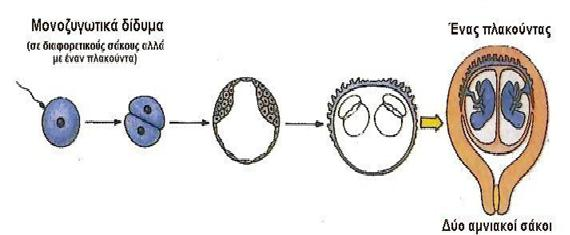 Μονοζυγωτικά δίδυμα
(σε διαφορετικούς σάκους αλλά
με έναν πλακούντα)
Ένας πλακούντας
Δύο αμνιακοί σάκοι